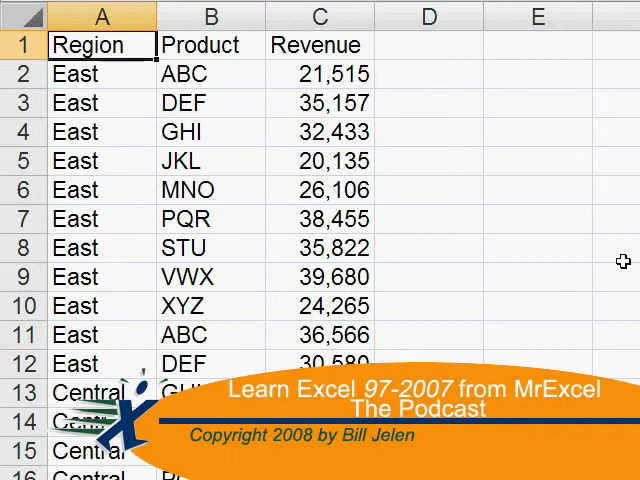 A B C D E
1 Region Product Revenue
2 East ABC 21,515
3 East DEF 35,157
4 East GHI 32,433
5 East JKL 20,135
6 East MNO 26,106
7 East PQR 38,455
8 East STU 35,822
9 East VWX 39,680
10 East XYZ 24,265
11 East ABC 36,566
12 East DEF 30,580
13 Central
Learn Excel 97-2007 from MrExcel
The Podcast
14 Central
Copyright 2008 by Bill Jelen
15 Central
16 Central